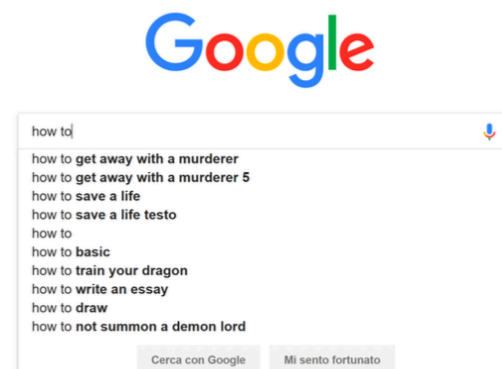 Google
how to
how to get away with a murderer
how to get away with a murderer 5
how to save a life
how to save a life testo
how to
how to basic
how to train your dragon
how to write an essay
how to draw
how to not summon a demon lord
Cerca con Google Mi sento fortunato